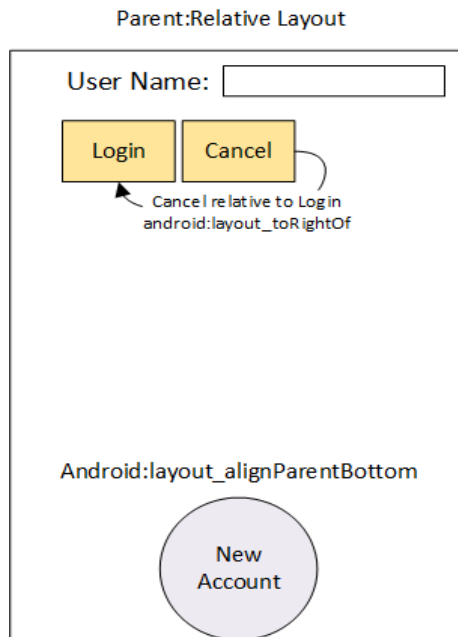 Parent:Relative Layout
User Name:
Login
Cancel
Cancel relative to Login
android:layout_toRightOf
Android:layout_alignParentBottom
New
Account